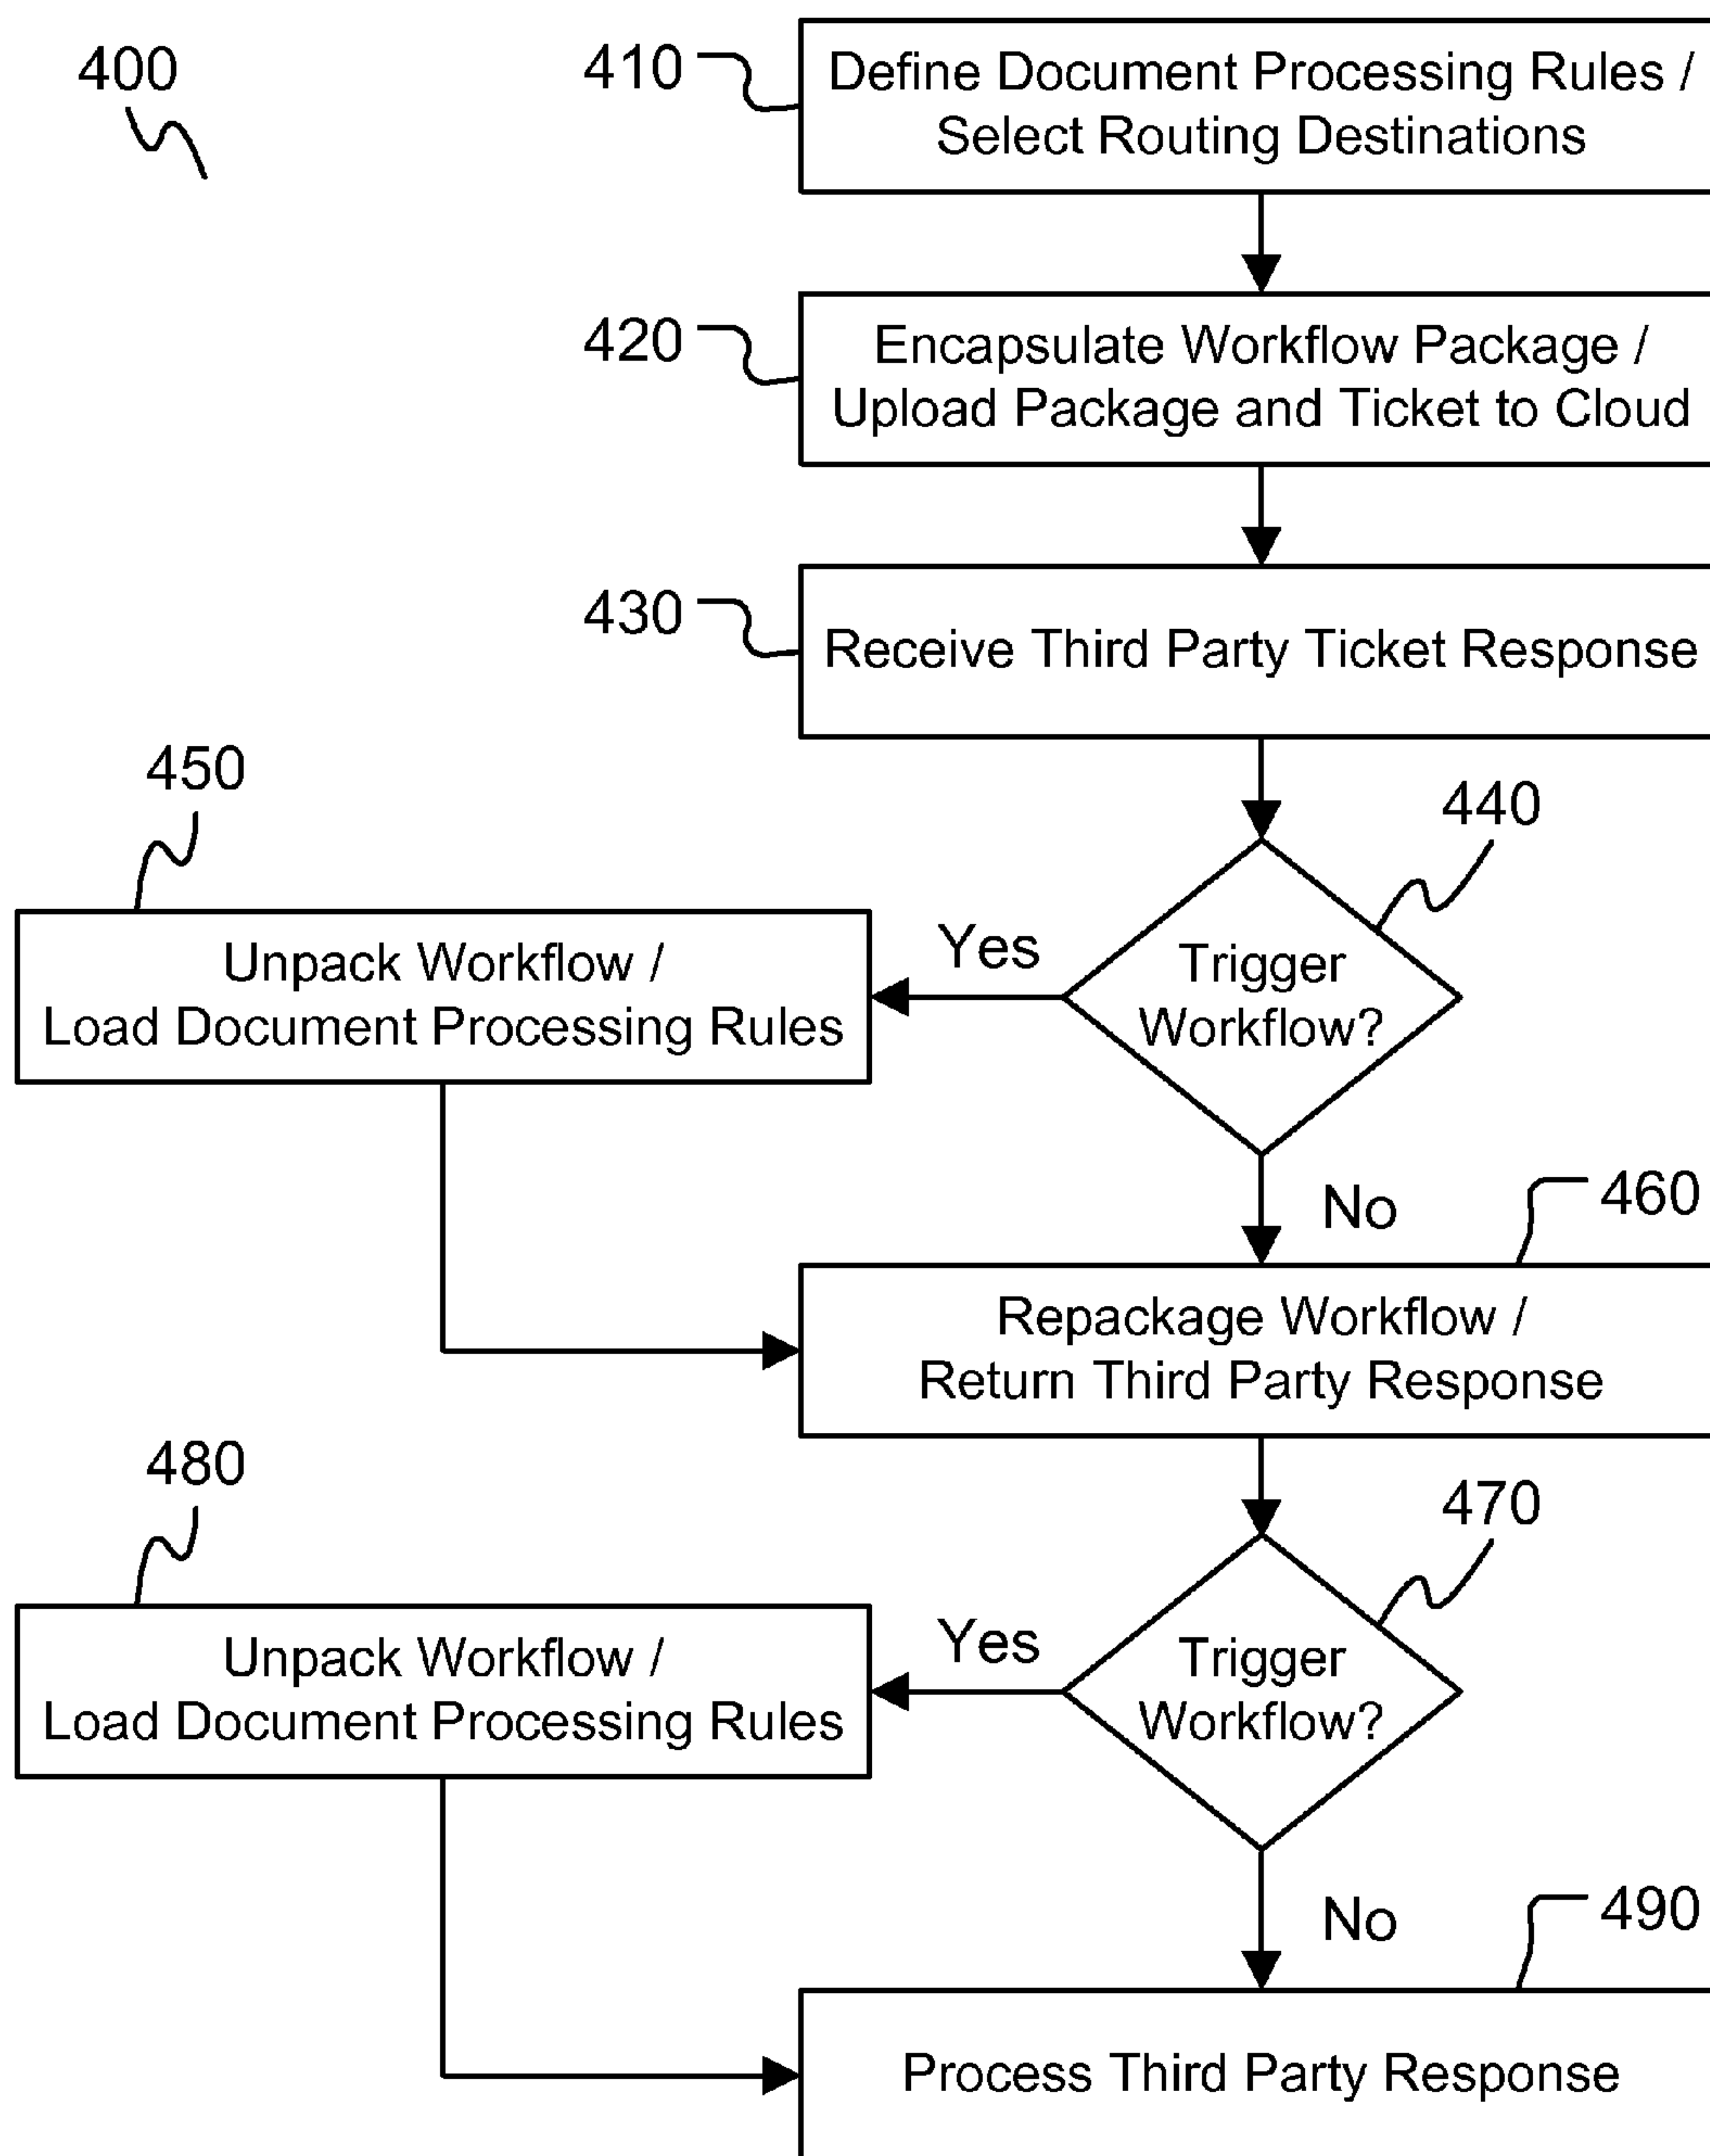 400
410
Define Document Processing Rules /
Select Routing Destinations
420
Encapsulate Workflow Package /
Upload Package and Ticket to Cloud
430
Receive Third Party Ticket Response
440
Trigger
Workflow?
Yes
450
Unpack Workflow /
Load Document Processing Rules
No
460
Repackage Workflow /
Return Third Party Response
470
Trigger
Workflow?
Yes
480
Unpack Workflow /
Load Document Processing Rules
No
490
Process Third Party Response